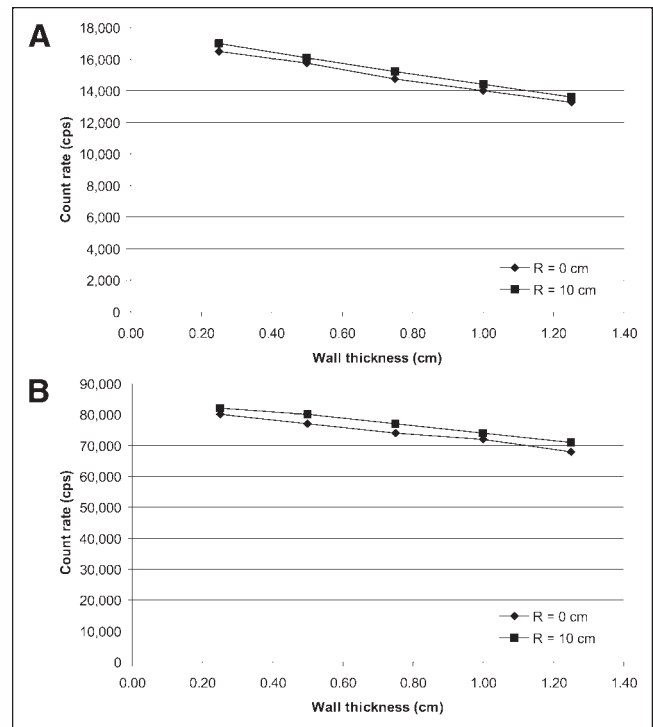 A
18,000
16,000
14,000
12,000
10,000
8,000
6,000
4,000
2,000
0
Count rate (cps)
R = 0 cm
R = 10 cm
0.00 0.20 0.40 0.60 0.80 1.00 1.20 1.40
Wall thickness (cm)
B
90,000
80,000
70,000
60,000
50,000
40,000
30,000
20,000
10,000
0
Count rate (cps)
R = 0 cm
R = 10 cm
0.00 0.20 0.40 0.60 0.80 1.00 1.20 1.40
Wall thickness (cm)